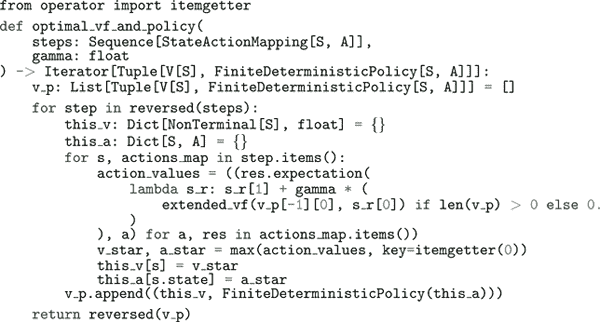 from operator import itemgetter
def optimal_vf_and_policy(
    steps: Sequence[StateActionMapping[S, A]],
    gamma: float
) -> Iterator[Tuple[V[S], FiniteDeterministicPolicy[S, A]]]:
    v_p: List[Tuple[V[S], FiniteDeterministicPolicy[S, A]]] = []
    for step in reversed(steps):
        this_v: Dict[NonTerminal[S], float] = {}
        this_a: Dict[S, A] = {}
        for s, actions_map in step.items():
            action_values = ((res.expectation(
                lambda s_r: s_r[1] + gamma * (
                    extended_vf(v_p[-1][0], s_r[0]) if len(v_p) > 0 else 0.
                )
            ), a) for a, res in actions_map.items())
            v_star, a_star = max(action_values, key=itemgetter(0))
            this_v[s] = v_star
            this_a[s.state] = a_star
        v_p.append((this_v, FiniteDeterministicPolicy(this_a)))
    return reversed(v_p)